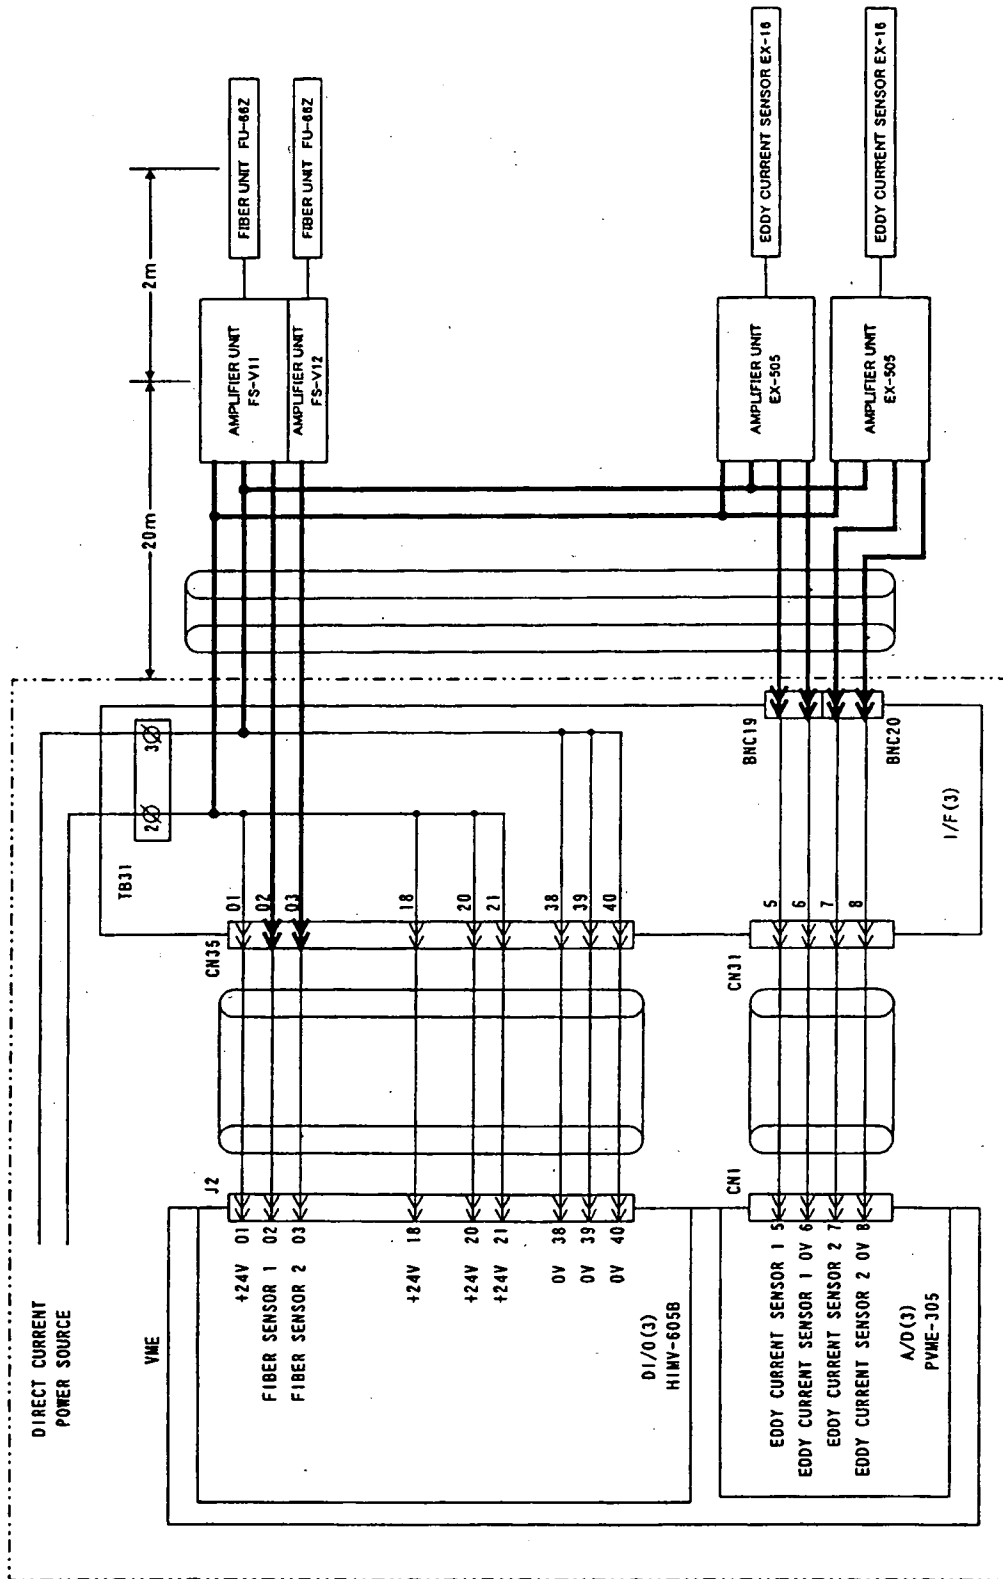 DIRECT CURRENT
POWER SOURCE
VME
+24V 01
FIBER SENSOR 1 02
FIBER SENSOR 2 03
+24V 18
+24V 20
+24V 21
0V 38
0V 39
0V 40
DI/O(3)
HIMV-605B
EDDY CURRENT SENSOR 1 5
EDDY CURRENT SENSOR 1 0V 6
EDDY CURRENT SENSOR 2 7
EDDY CURRENT SENSOR 2 0V 8
A/D(3)
PVME-305
J2
CN1
CN35
CN31
01
02
03
18
20
21
38
39
40
5
6
7
8
TB31
2
3
I/F(3)
BNC19
BNC20
20m
2m
AMPLIFIER UNIT
FS-V11
AMPLIFIER UNIT
FS-V12
AMPLIFIER UNIT
EX-505
AMPLIFIER UNIT
EX-505
FIBER UNIT FU-66Z
FIBER UNIT FU-66Z
EDDY CURRENT SENSOR EX-16
EDDY CURRENT SENSOR EX-16